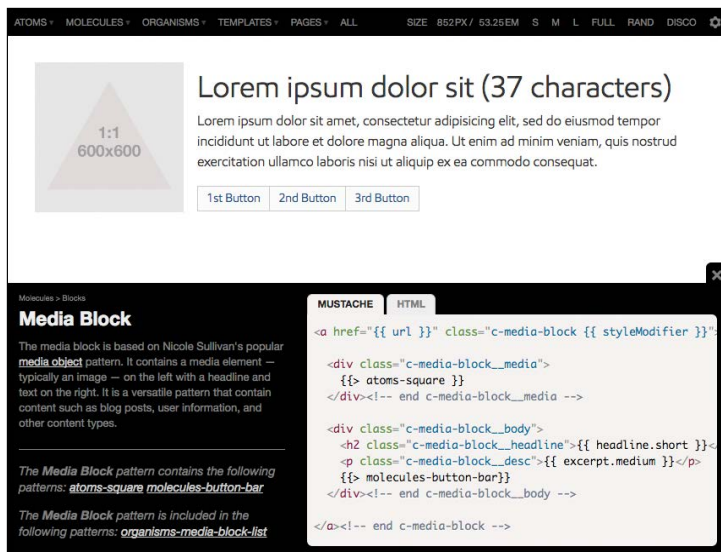 ATOMS MOLECULES ORGANISMS TEMPLATES PAGES ALL SIZE 852PX / 53.25EM S M L FULL RAND DISCO
1:1
600x600
Lorem ipsum dolor sit (37 characters)
Lorem ipsum dolor sit amet, consectetur adipisicing elit, sed do eiusmod tempor
incididunt ut labore et dolore magna aliqua. Ut enim ad minim veniam, quis nostrud
exercitation ullamco laboris nisi ut aliquip ex ea commodo consequat.
1st Button 2nd Button 3rd Button
Molecules > Blocks
Media Block
The media block is based on Nicole Sullivan's popular
media object pattern. It contains a media element —
typically an image — on the left with a headline and
text on the right. It is a versatile pattern that contain
content such as blog posts, user information, and
other content types.
The Media Block pattern contains the following
patterns: atoms-square molecules-button-bar
The Media Block pattern is included in the
following patterns: organisms-media-block-list
MUSTACHE HTML
<a href="{{ url }}" class="c-media-block {{ styleModifier }}"
<div class="c-media-block__media">
{{> atoms-square }}
</div><!-- end c-media-block__media -->
<div class="c-media-block__body">
<h2 class="c-media-block__headline">{{ headline.short }}<
<p class="c-media-block__desc">{{ excerpt.medium }}</p>
{{> molecules-button-bar}}
</div><!-- end c-media-block__body -->
</a><!-- end c-media-block -->